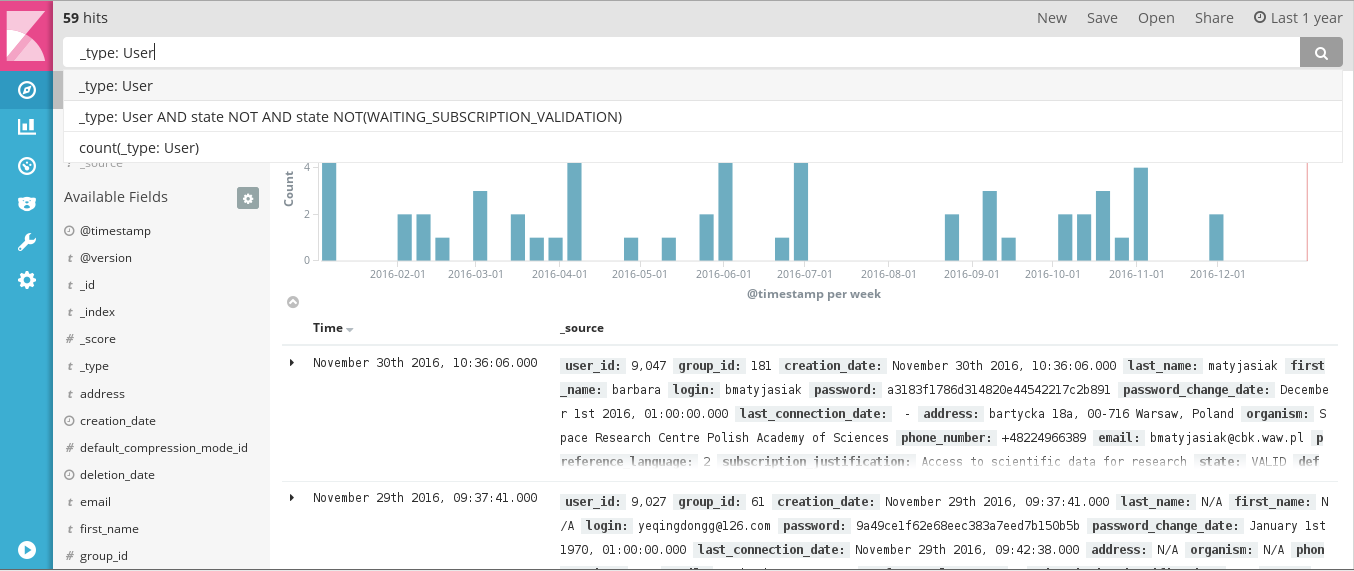 59 hits New Save Open Share Last 1 year
_type: User
_type: User
_type: User AND state NOT AND state NOT(WAITING_SUBSCRIPTION_VALIDATION)
count(_type: User)
? _source
Available Fields
@timestamp
t @version
t _id
t _index
# _score
t _type
t address
creation_date
# default_compression_mode_id
deletion_date
t email
t first_name
# group_id
Count
4
2
0
2016-02-01 2016-03-01 2016-04-01 2016-05-01 2016-06-01 2016-07-01 2016-08-01 2016-09-01 2016-10-01 2016-11-01 2016-12-01
@timestamp per week
Time _source
November 30th 2016, 10:36:06.000 user_id: 9,047 group_id: 181 creation_date: November 30th 2016, 10:36:06.000 last_name: matyjasiak first
_name: barbara login: bmatyjasiak password: a3183f1786d314820e44542217c2b891 password_change_date: Decembe
r 1st 2016, 01:00:00.000 last_connection_date: - address: bartycka 18a, 00-716 Warsaw, Poland organism: S
pace Research Centre Polish Academy of Sciences phone_number: +48224966389 email: bmatyjasiak@cbk.waw.pl p
reference_language: 2 subscription_justification: Access to scientific data for research state: VALID def
November 29th 2016, 09:37:41.000 user_id: 9,027 group_id: 61 creation_date: November 29th 2016, 09:37:41.000 last_name: N/A first_name: N
/A login: yeqingdongg@126.com password: 9a49ce1f62e68eec383a7eed7b150b5b password_change_date: January 1st
1970, 01:00:00.000 last_connection_date: November 29th 2016, 09:42:38.000 address: N/A organism: N/A phon